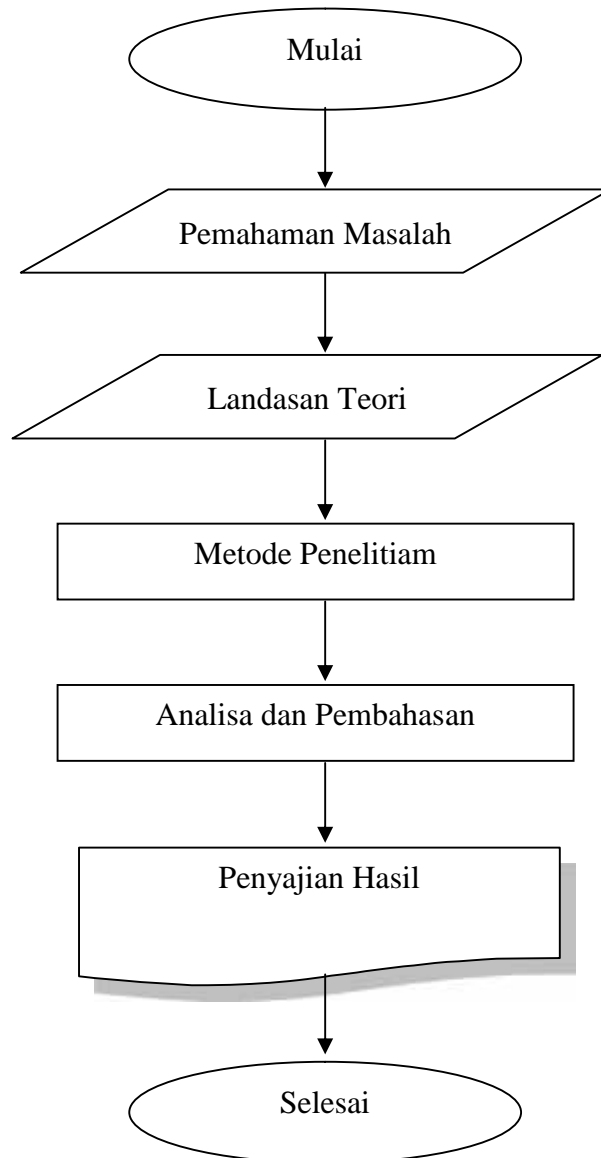 Mulai
Pemahaman Masalah
Landasan Teori
Metode Penelitiam
Analisa dan Pembahasan
Penyajian Hasil
Selesai